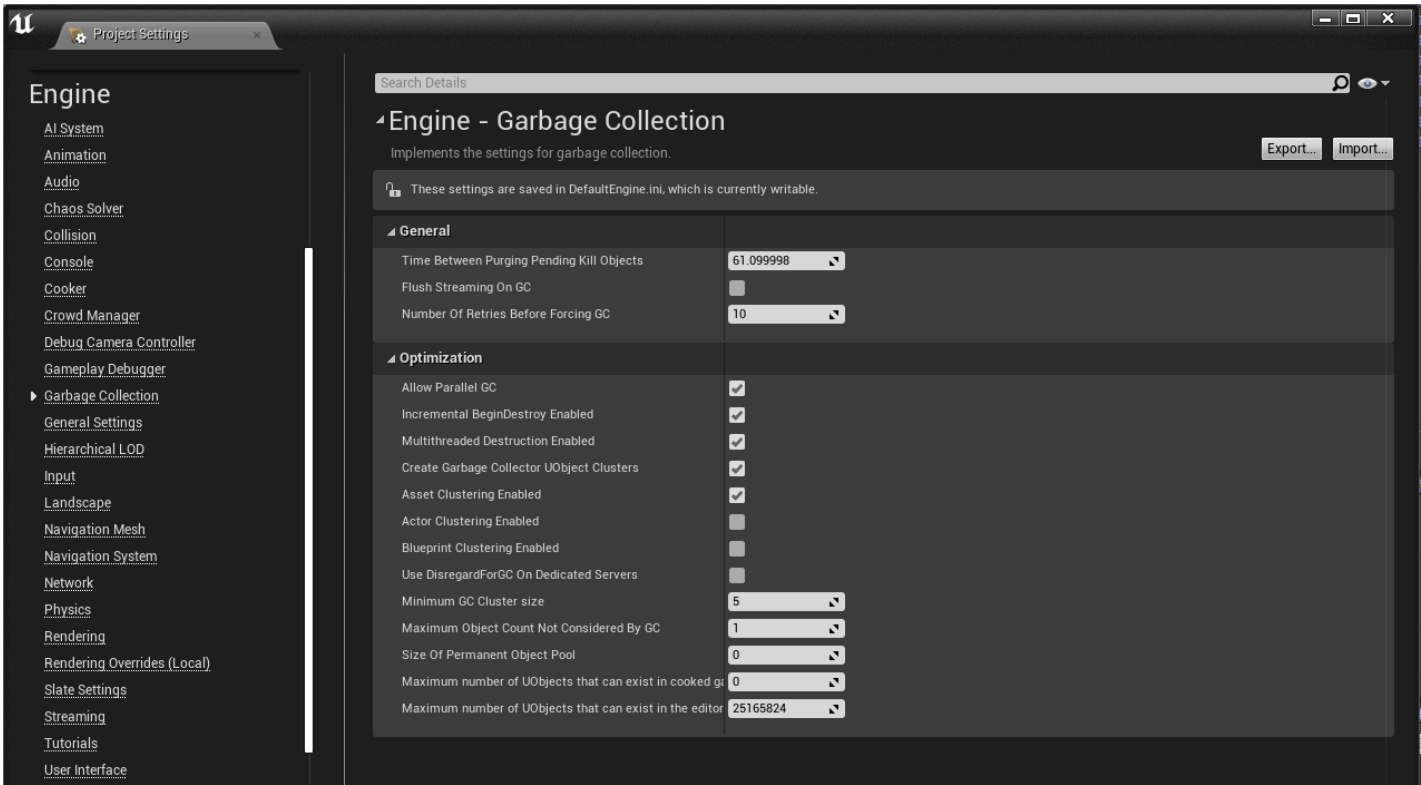 Project Settings
Engine
AI System
Animation
Audio
Chaos Solver
Collision
Console
Cooker
Crowd Manager
Debug Camera Controller
Gameplay Debugger
Garbage Collection
General Settings
Hierarchical LOD
Input
Landscape
Navigation Mesh
Navigation System
Network
Physics
Rendering
Rendering Overrides (Local)
Slate Settings
Streaming
Tutorials
User Interface
Search Details
Engine - Garbage Collection
Implements the settings for garbage collection.
Export... Import...
These settings are saved in DefaultEngine.ini, which is currently writable.
General
Time Between Purging Pending Kill Objects 61.099998
Flush Streaming On GC
Number Of Retries Before Forcing GC 10
Optimization
Allow Parallel GC
Incremental BeginDestroy Enabled
Multithreaded Destruction Enabled
Create Garbage Collector UObject Clusters
Asset Clustering Enabled
Actor Clustering Enabled
Blueprint Clustering Enabled
Use DisregardForGC On Dedicated Servers
Minimum GC Cluster size 5
Maximum Object Count Not Considered By GC 1
Size Of Permanent Object Pool 0
Maximum number of UObjects that can exist in cooked ga 0
Maximum number of UObjects that can exist in the editor 25165824